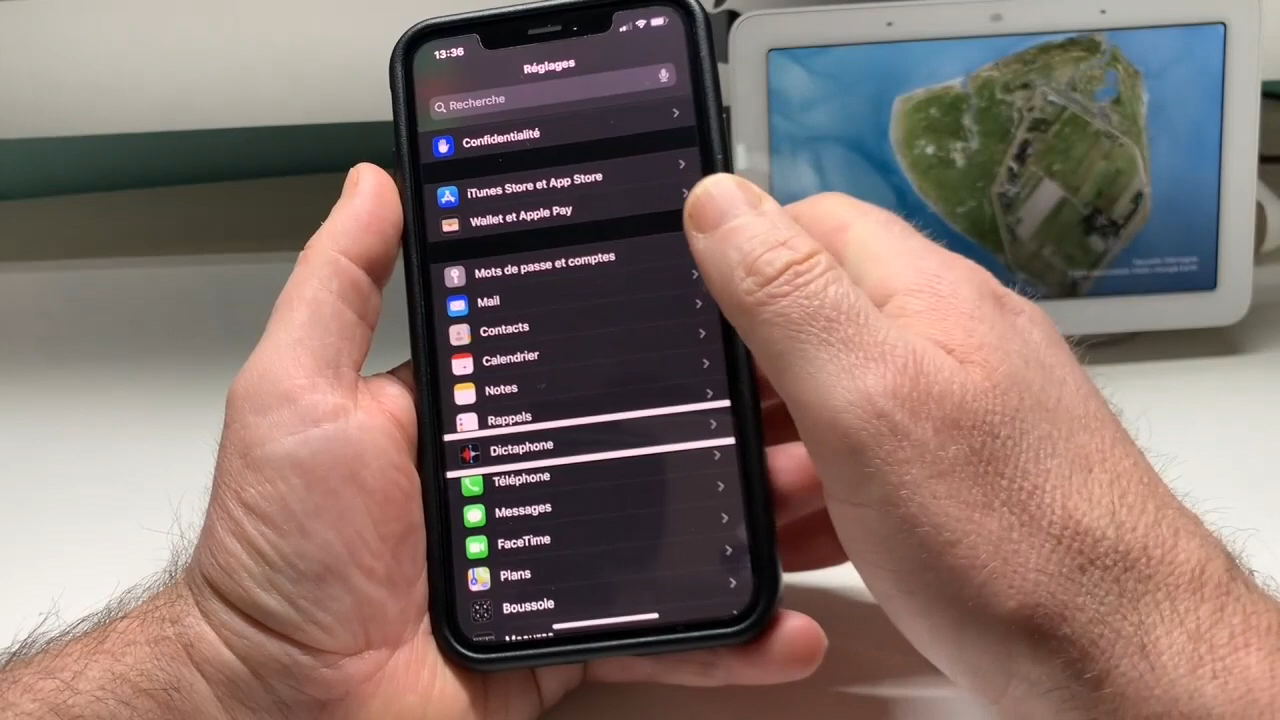 13:36
Réglages
Recherche
Confidentialité
iTunes Store et App Store
Wallet et Apple Pay
Mots de passe et comptes
Mail
Contacts
Calendrier
Notes
Rappels
Dictaphone
Téléphone
Messages
FaceTime
Plans
Boussole
Mesures